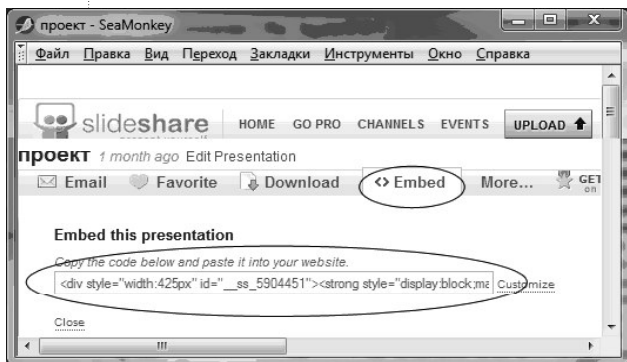 проект - SeaMonkey
Файл Правка Вид Переход Закладки Инструменты Окно Справка
slideshare HOME GO PRO CHANNELS EVENTS UPLOAD
проект 1 month ago Edit Presentation
Email Favorite Download <> Embed More... GET
on
Embed this presentation
Copy the code below and paste it into your website.
<div style="width:425px" id="__ss_5904451"><strong style="display:block;ma Customize
Close